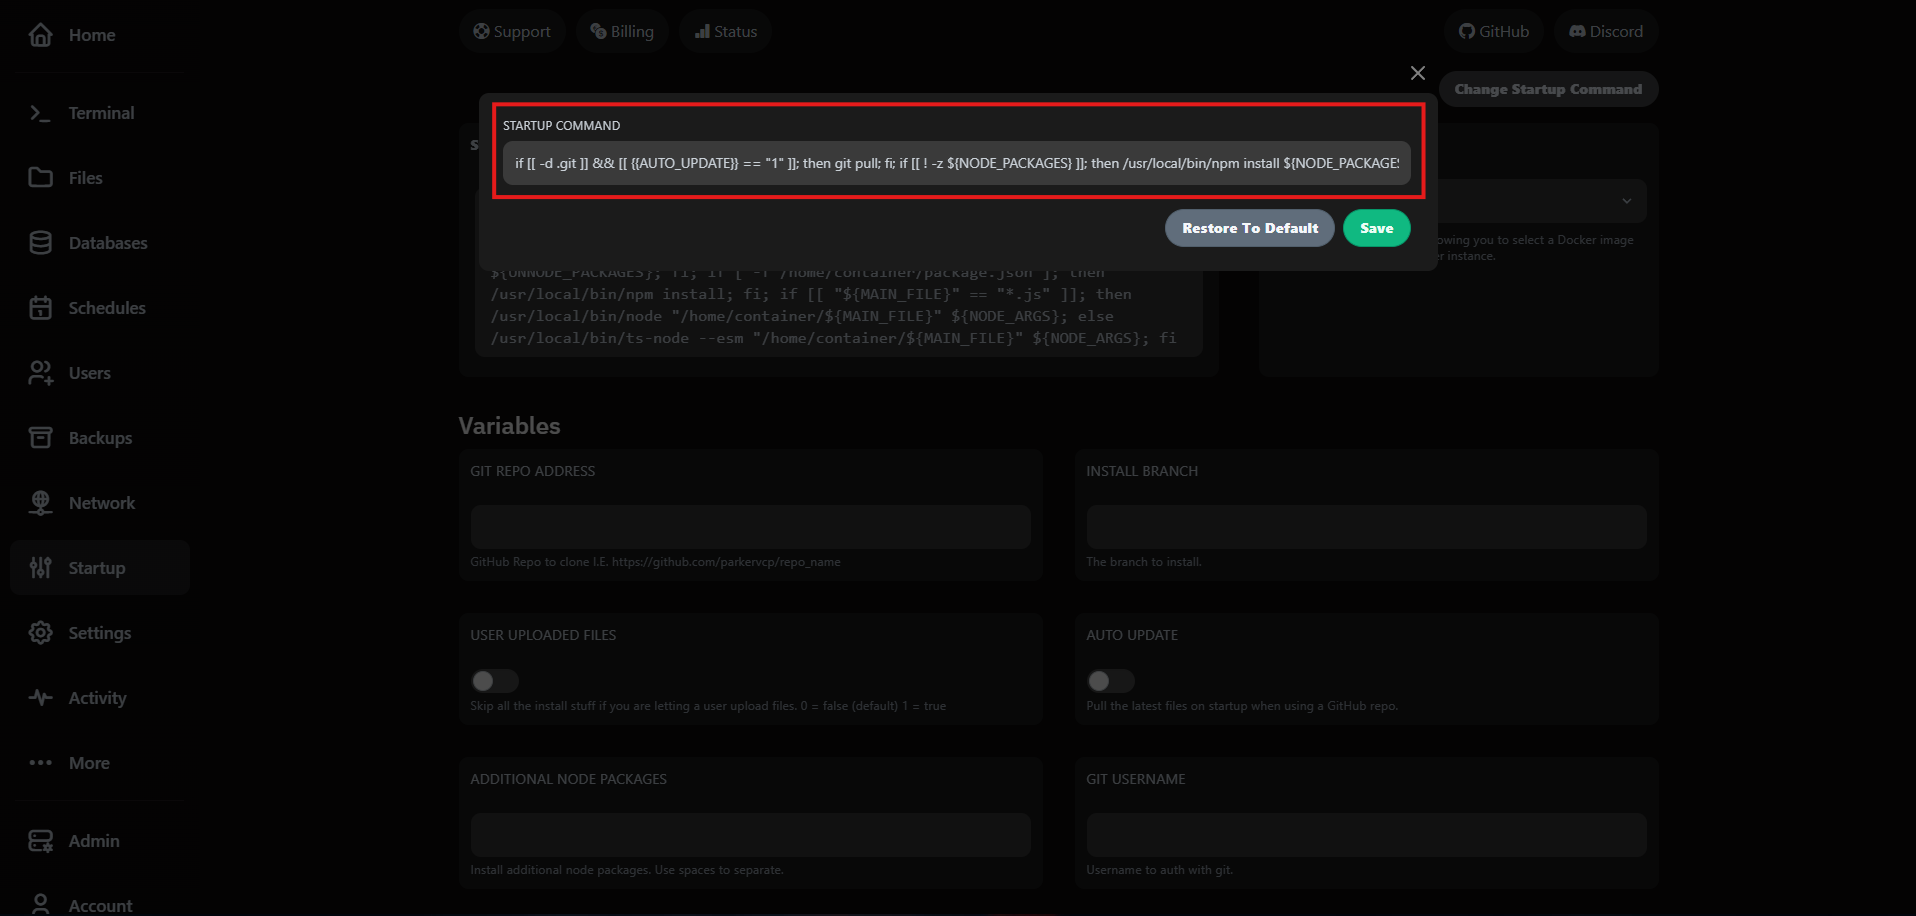 Home
Support
Billing
Status
GitHub
Discord
Change Startup Command
Terminal
STARTUP COMMAND
if [[ -d .git ]] && [[ {{AUTO_UPDATE}} == "1" ]]; then git pull; fi; if [[ ! -z ${NODE_PACKAGES} ]]; then /usr/local/bin/npm install ${NODE_PACKAGES
Files
Restore To Default
Save
Databases
owing you to select a Docker image
r instance.
${UNNODE_PACKAGES}; fi; if [ -f /home/container/package.json ]; then
/usr/local/bin/npm install; fi; if [[ "${MAIN_FILE}" == "*.js" ]]; then
/usr/local/bin/node "/home/container/${MAIN_FILE}" ${NODE_ARGS}; else
/usr/local/bin/ts-node --esm "/home/container/${MAIN_FILE}" ${NODE_ARGS}; fi
Schedules
Users
Backups
Network
Startup
Settings
Activity
More
Admin
Account
Variables
GIT REPO ADDRESS
GitHub Repo to clone I.E. https://github.com/parkervcp/repo_name
INSTALL BRANCH
The branch to install.
USER UPLOADED FILES
Skip all the install stuff if you are letting a user upload files. 0 = false (default) 1 = true
AUTO UPDATE
Pull the latest files on startup when using a GitHub repo.
ADDITIONAL NODE PACKAGES
Install additional node packages. Use spaces to separate.
GIT USERNAME
Username to auth with git.